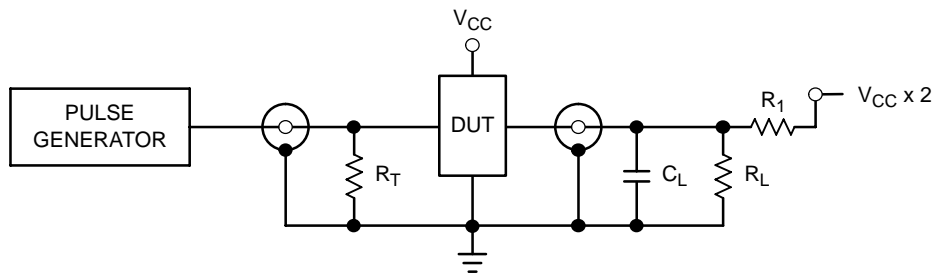 V_CC
PULSE
GENERATOR
DUT
R_1
V_CC x 2
R_T
C_L
R_L